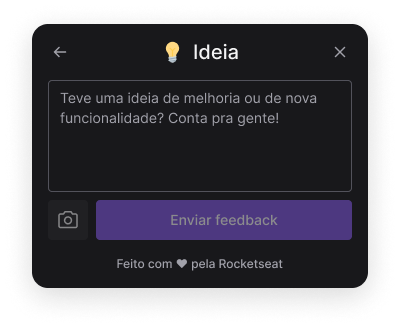 💡 Ideia
Teve uma ideia de melhoria ou de nova
funcionalidade? Conta pra gente!
Enviar feedback
Feito com ♥ pela Rocketseat